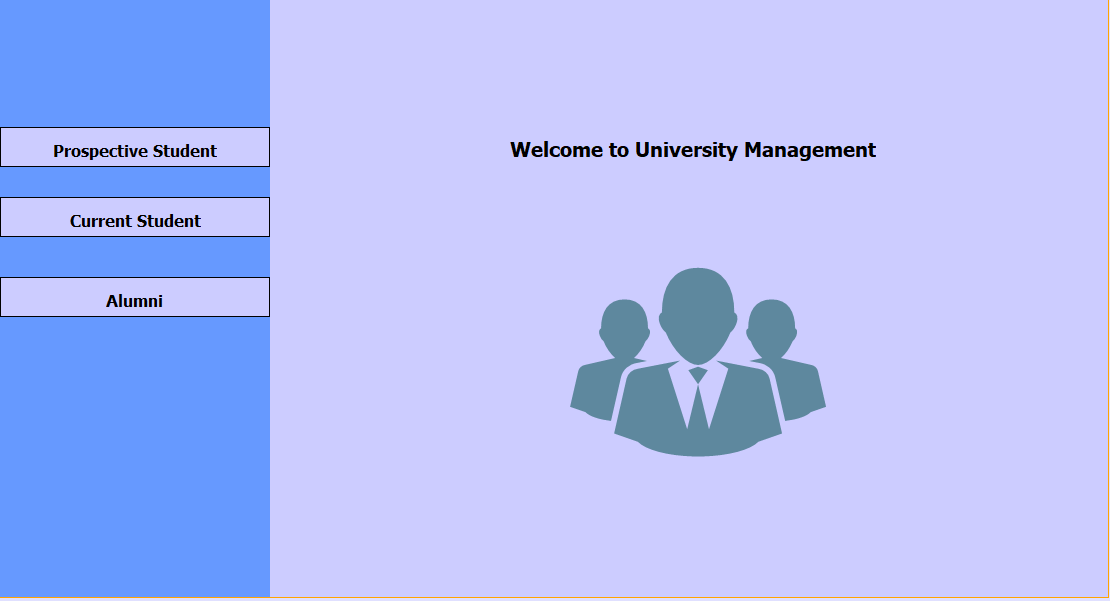 Prospective Student
Welcome to University Management
Current Student
Alumni